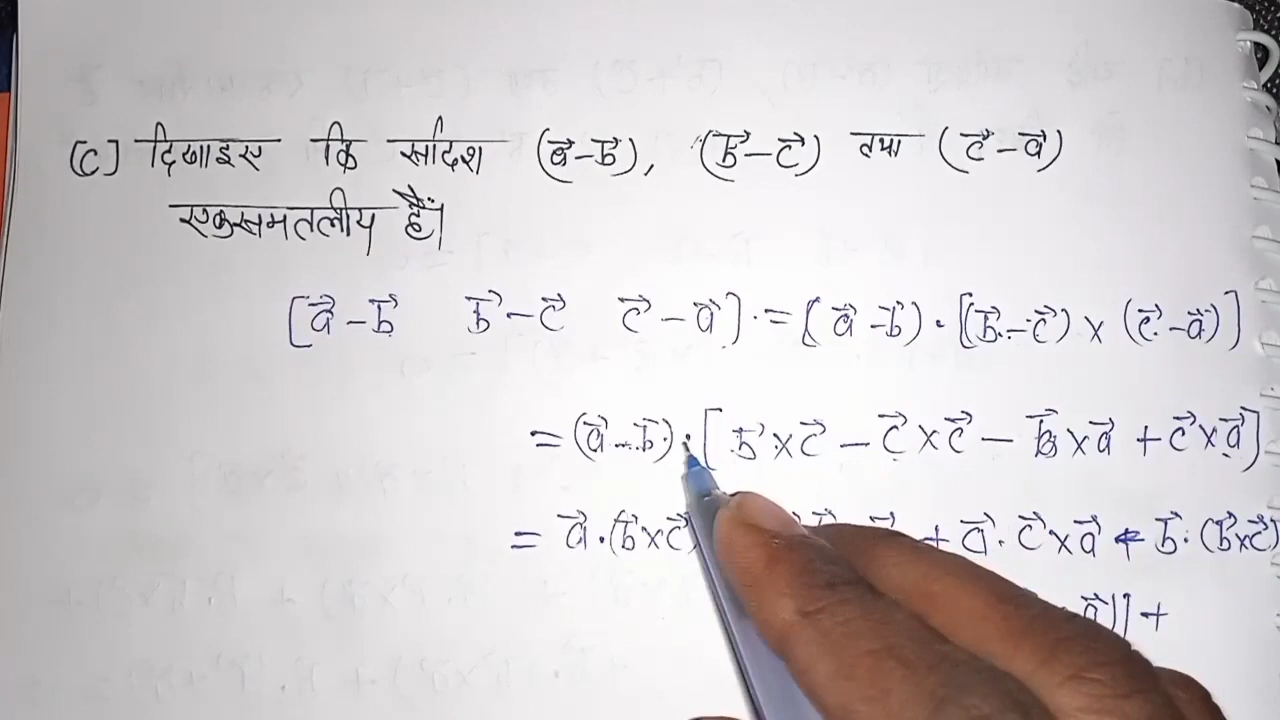 (C) दिखाइए कि सदिश (a⃗-b⃗), (b⃗-c⃗) तथा (c⃗-a⃗)
एकसमतलीय हैं।
[a⃗-b⃗ b⃗-c⃗ c⃗-a⃗] = (a⃗-b⃗)·[(b⃗-c⃗)×(c⃗-a⃗)]
= (a⃗-b⃗)·[b⃗×c⃗ - c⃗×c⃗ - b⃗×a⃗ + c⃗×a⃗]
= a⃗·(b⃗×c⃗) + a⃗·c⃗×a⃗ - b⃗·(b⃗×c⃗)
a⃗)] +